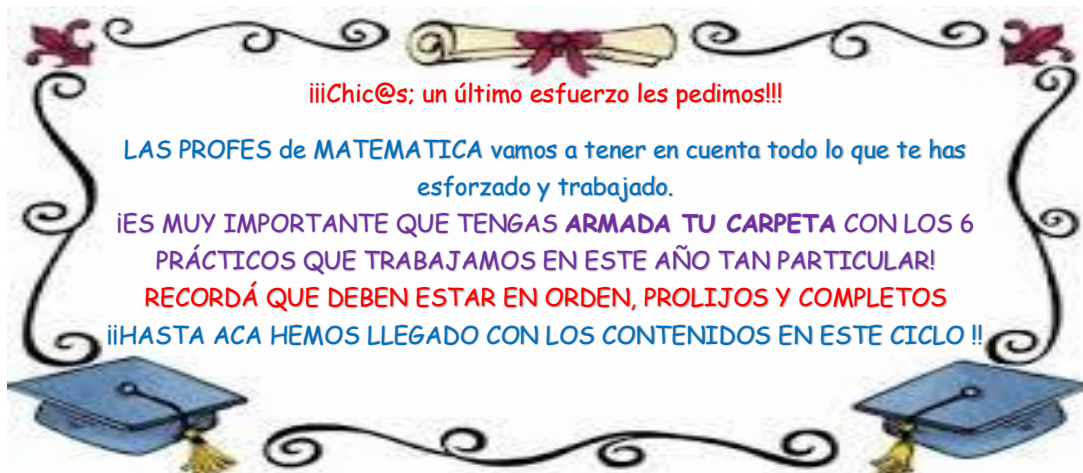 ¡¡¡Chic@s; un último esfuerzo les pedimos!!!
LAS PROFES de MATEMATICA vamos a tener en cuenta todo lo que te has
esforzado y trabajado.
¡ES MUY IMPORTANTE QUE TENGAS ARMADA TU CARPETA CON LOS 6
PRÁCTICOS QUE TRABAJAMOS EN ESTE AÑO TAN PARTICULAR!
RECORDÁ QUE DEBEN ESTAR EN ORDEN, PROLIJOS Y COMPLETOS
¡¡HASTA ACA HEMOS LLEGADO CON LOS CONTENIDOS EN ESTE CICLO !!